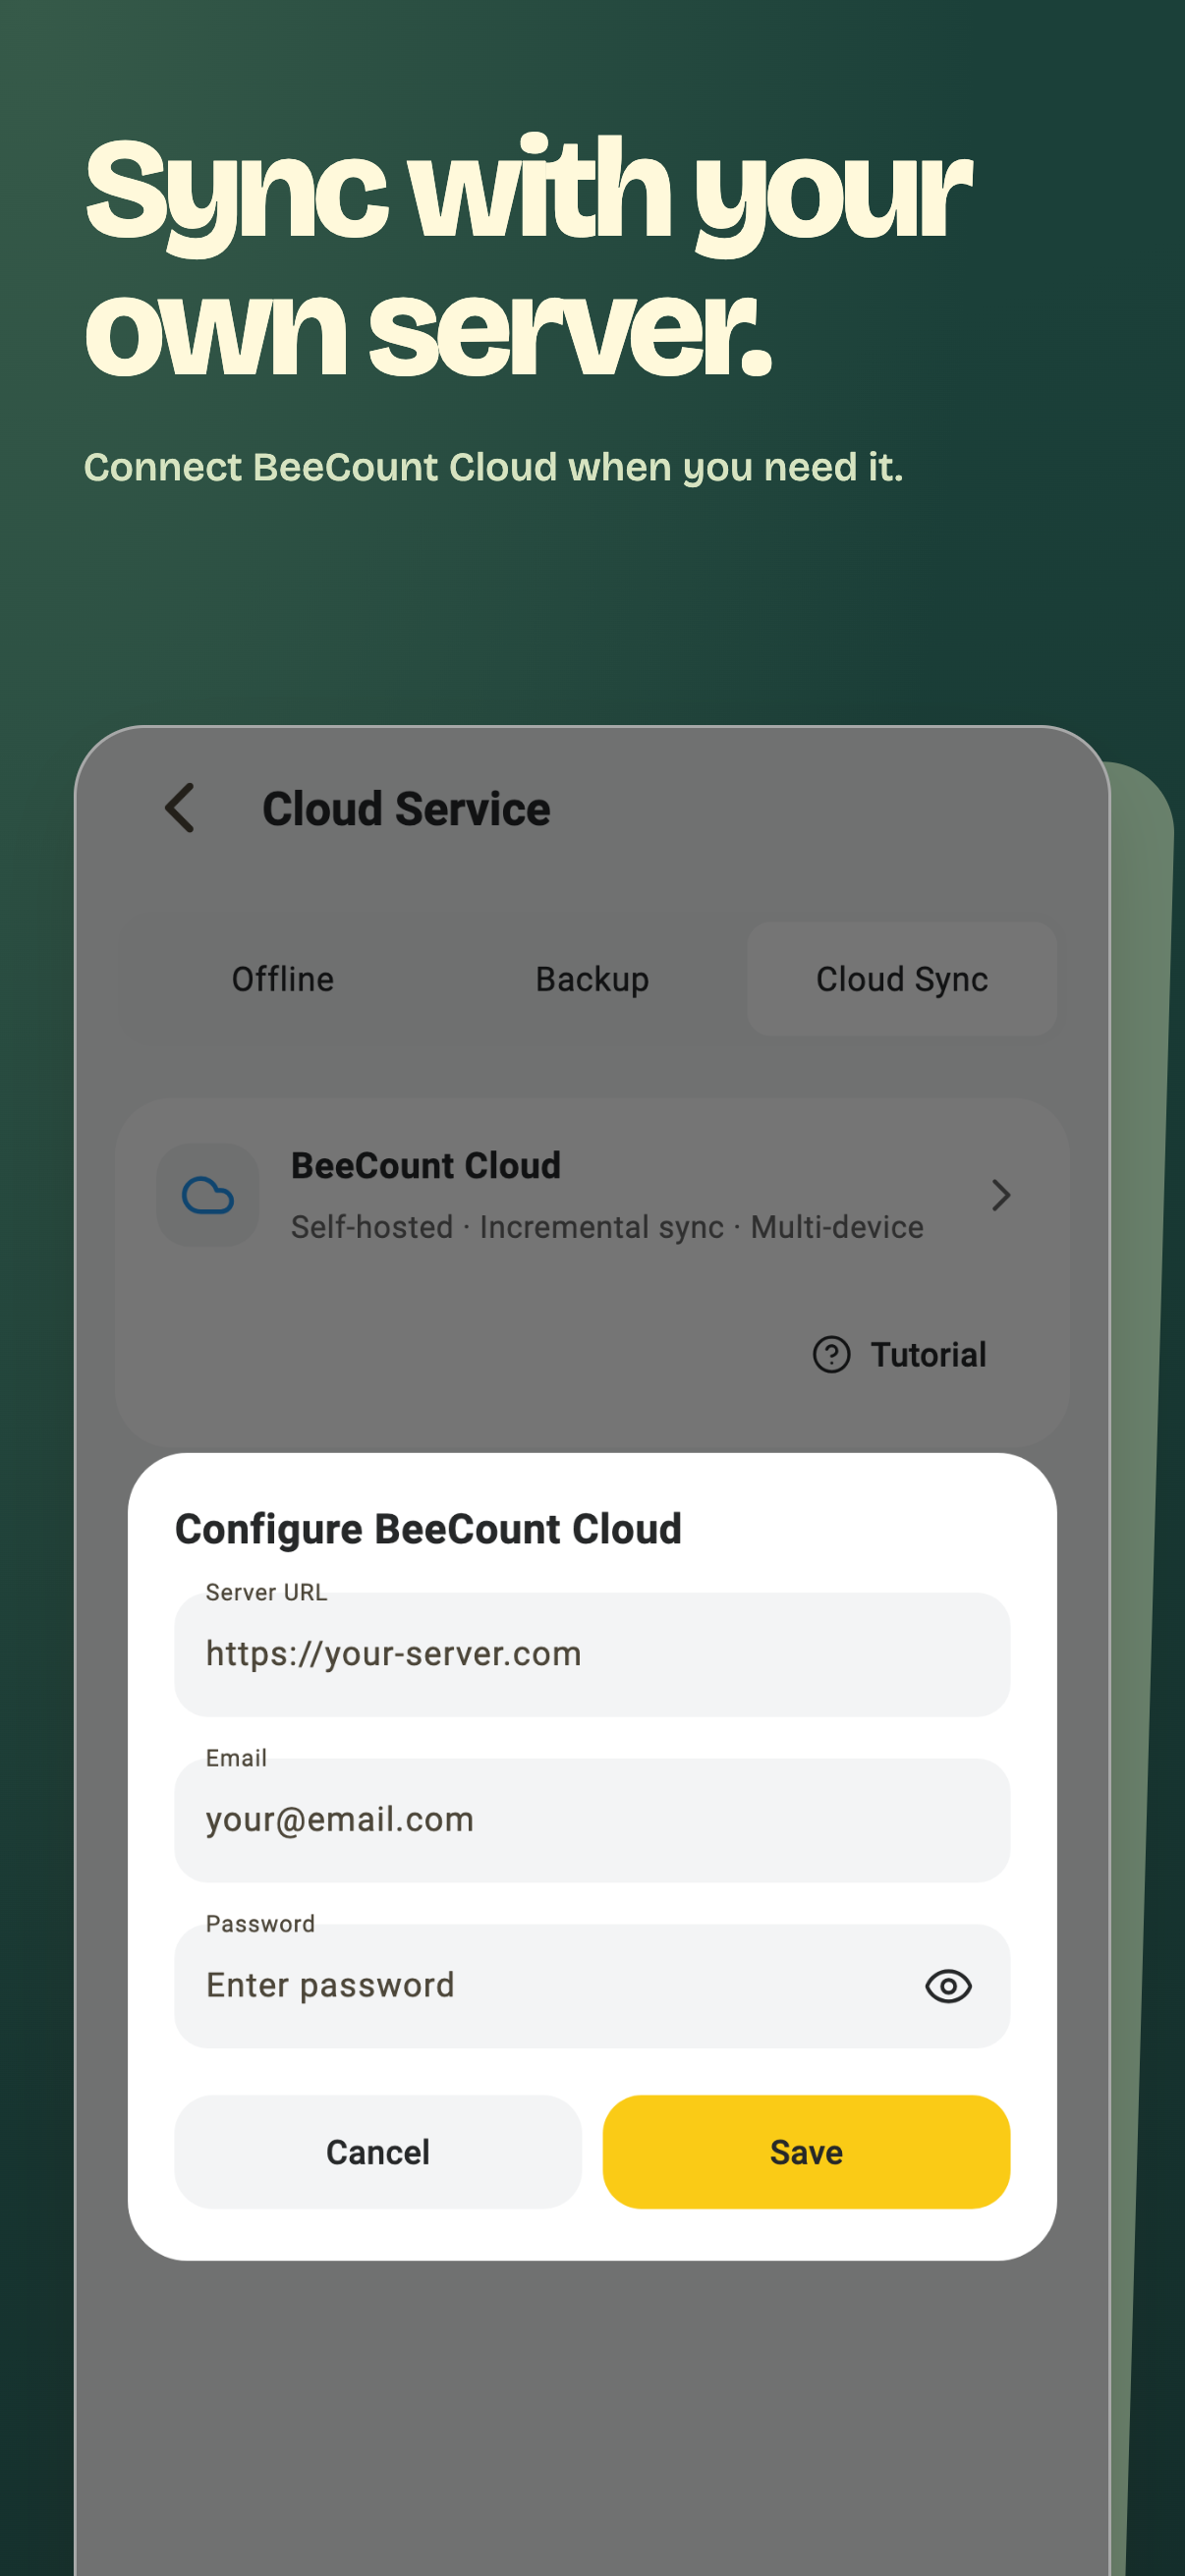 Sync with your
own server.
Connect BeeCount Cloud when you need it.
Cloud Service
Offline
Backup
Cloud Sync
BeeCount Cloud
Self-hosted · Incremental sync · Multi-device
Tutorial
Configure BeeCount Cloud
Server URL
https://your-server.com
Email
your@email.com
Password
Enter password
Cancel
Save